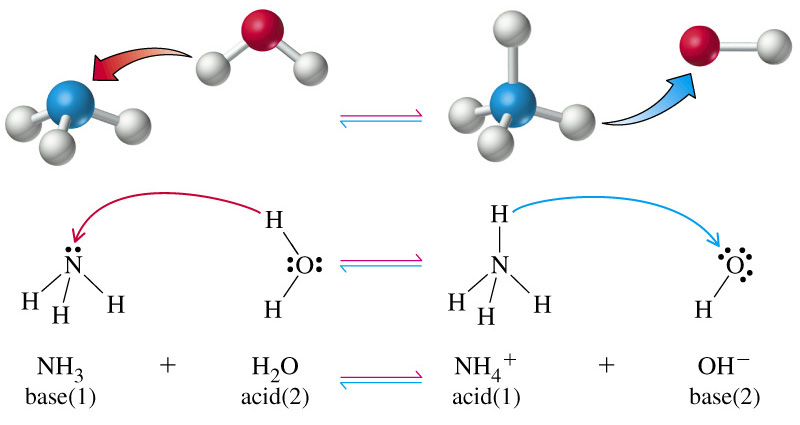 H H
N O N O
H H H H H H H H
NH₃ + H₂O NH₄⁺ + OH⁻
base(1) acid(2) acid(1) base(2)